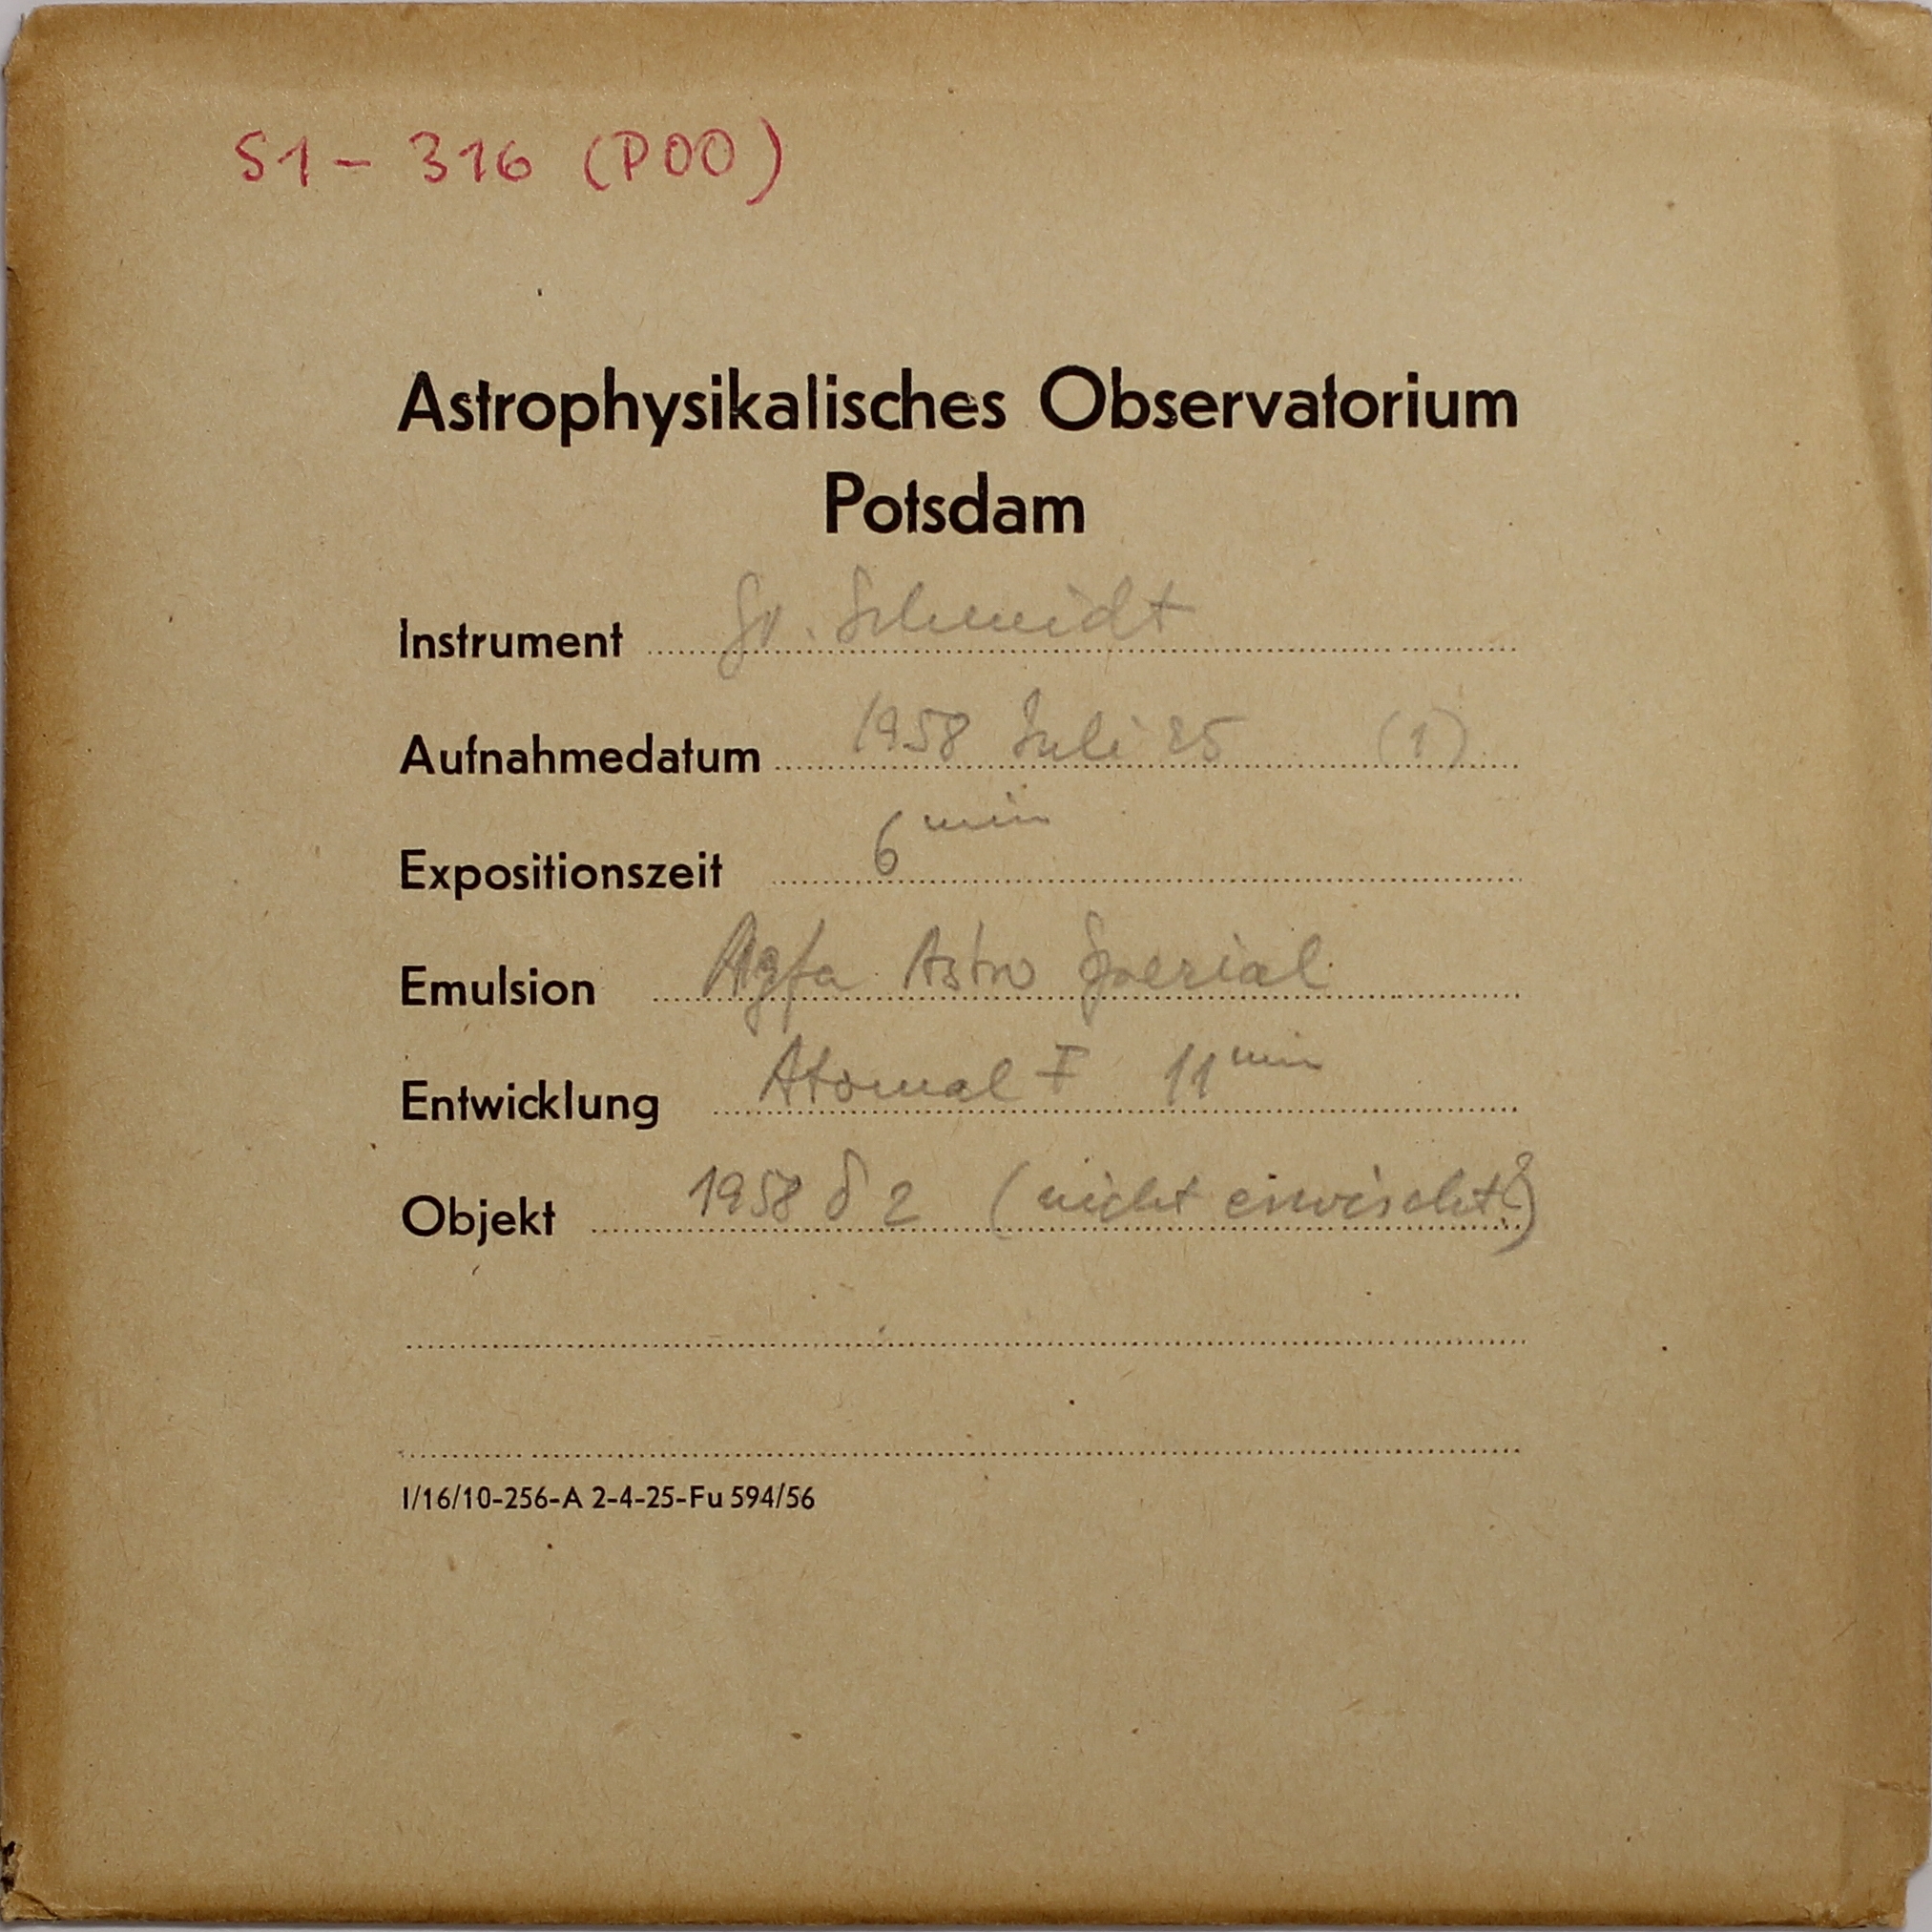 S1 - 316 (P00)
Astrophysikalisches Observatorium
Potsdam
Instrument Gr. Schmidt
Aufnahmedatum 1958 Juli 25 (1)
Expositionszeit 6 min
Emulsion Agfa Astro Spezial
Entwicklung Atomal F 11 min
Objekt 1958 δ 2 (nicht erwischt?)
I/16/10-256-A 2-4-25-Fu 594/56